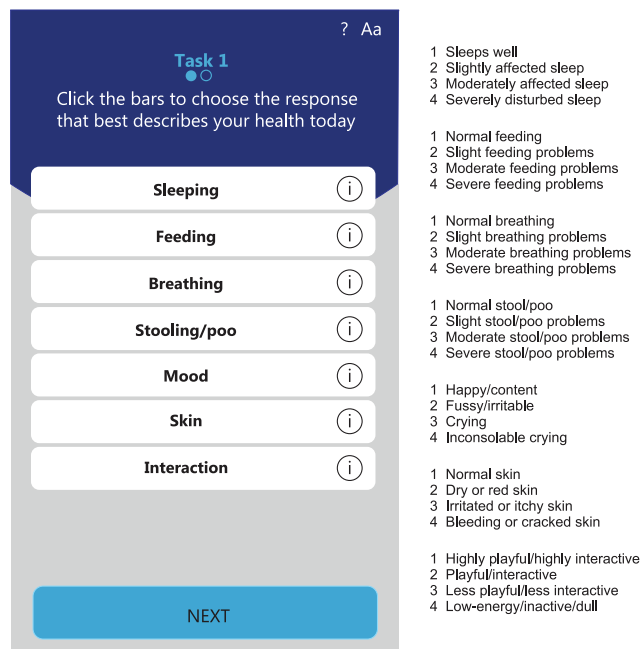 ? Aa
Task 1
Click the bars to choose the response
that best describes your health today
Sleeping i
Feeding i
Breathing i
Stooling/poo i
Mood i
Skin i
Interaction i
NEXT
1 Sleeps well
2 Slightly affected sleep
3 Moderately affected sleep
4 Severely disturbed sleep
1 Normal feeding
2 Slight feeding problems
3 Moderate feeding problems
4 Severe feeding problems
1 Normal breathing
2 Slight breathing problems
3 Moderate breathing problems
4 Severe breathing problems
1 Normal stool/poo
2 Slight stool/poo problems
3 Moderate stool/poo problems
4 Severe stool/poo problems
1 Happy/content
2 Fussy/irritable
3 Crying
4 Inconsolable crying
1 Normal skin
2 Dry or red skin
3 Irritated or itchy skin
4 Bleeding or cracked skin
1 Highly playful/highly interactive
2 Playful/interactive
3 Less playful/less interactive
4 Low-energy/inactive/dull